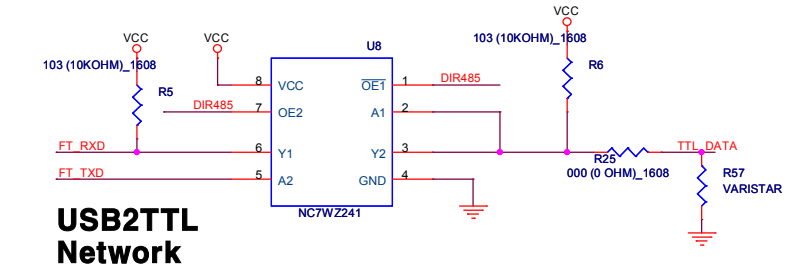 VCC
VCC
VCC
103 (10KOHM)_1608
U8
103 (10KOHM)_1608
R5
R6
8 VCC
OE1 1 DIR485
DIR485 7 OE2
A1 2
FT_RXD 6 Y1
Y2 3
TTL_DATA
R25
FT_TXD 5 A2
GND 4
000 (0 OHM)_1608
R57
VARISTAR
NC7WZ241
USB2TTL
Network